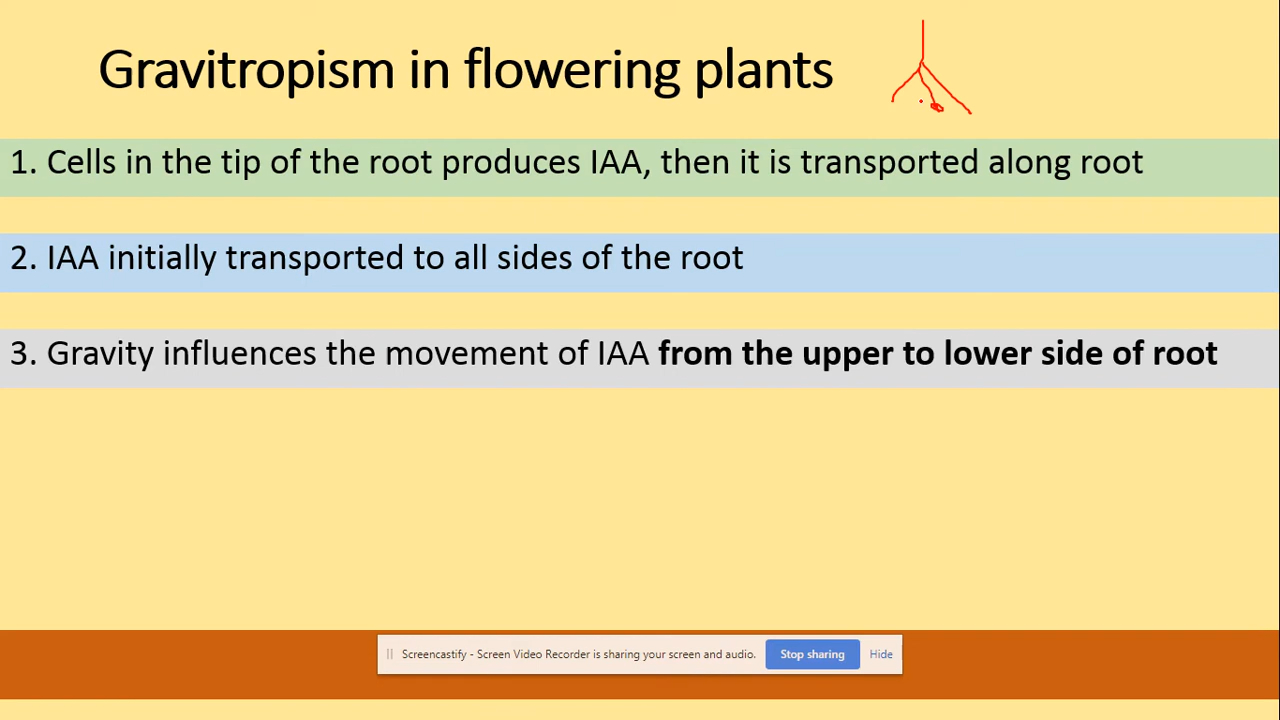 Gravitropism in flowering plants
1. Cells in the tip of the root produces IAA, then it is transported along root
2. IAA initially transported to all sides of the root
3. Gravity influences the movement of IAA from the upper to lower side of root
Screencastify - Screen Video Recorder is sharing your screen and audio. Stop sharing Hide